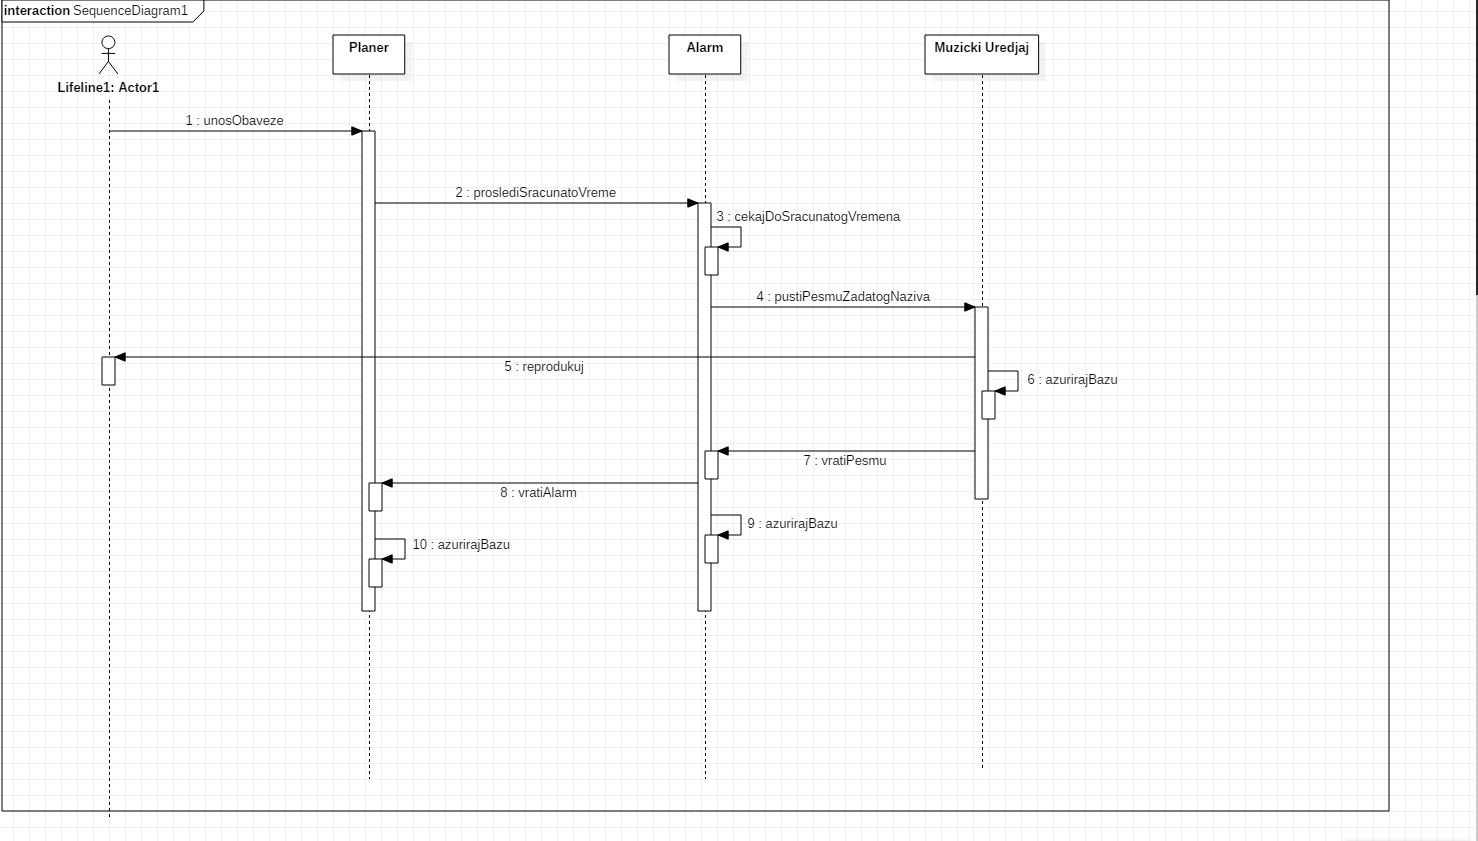 interaction SequenceDiagram1
Planer
Alarm
Muzicki Uredjaj
Lifeline1: Actor1
1 : unosObaveze
2 : proslediSracunatoVreme
3 : cekajDoSracunatogVremena
4 : pustiPesmuZadatogNaziva
5 : reprodukuj
6 : azurirajBazu
7 : vratiPesmu
8 : vratiAlarm
9 : azurirajBazu
10 : azurirajBazu